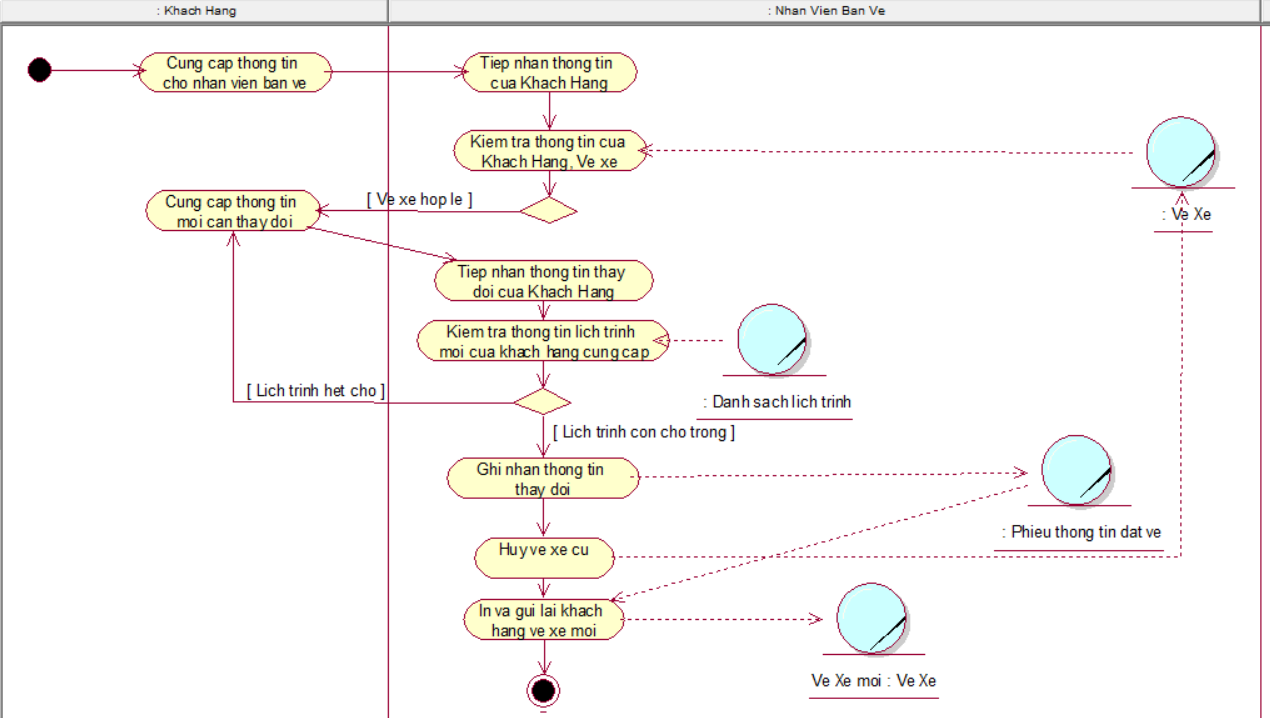 : Khach Hang
: Nhan Vien Ban Ve
Cung cap thong tin
cho nhan vien ban ve
Tiep nhan thong tin
cua Khach Hang
Kiem tra thong tin cua
Khach Hang, Ve xe
: Ve Xe
[ Ve xe hop le ]
Cung cap thong tin
moi can thay doi
Tiep nhan thong tin thay
doi cua Khach Hang
Kiem tra thong tin lich trinh
moi cua khach hang cung cap
: Danh sach lich trinh
[ Lich trinh het cho ]
[ Lich trinh con cho trong ]
Ghi nhan thong tin
thay doi
: Phieu thong tin dat ve
Huy ve xe cu
In va gui lai khach
hang ve xe moi
Ve Xe moi : Ve Xe